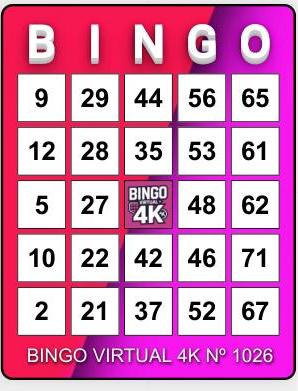 B I N G O
9 29 44 56 65
12 28 35 53 61
5 27 BINGO VIRTUAL 4K 48 62
10 22 42 46 71
2 21 37 52 67
BINGO VIRTUAL 4K Nº 1026